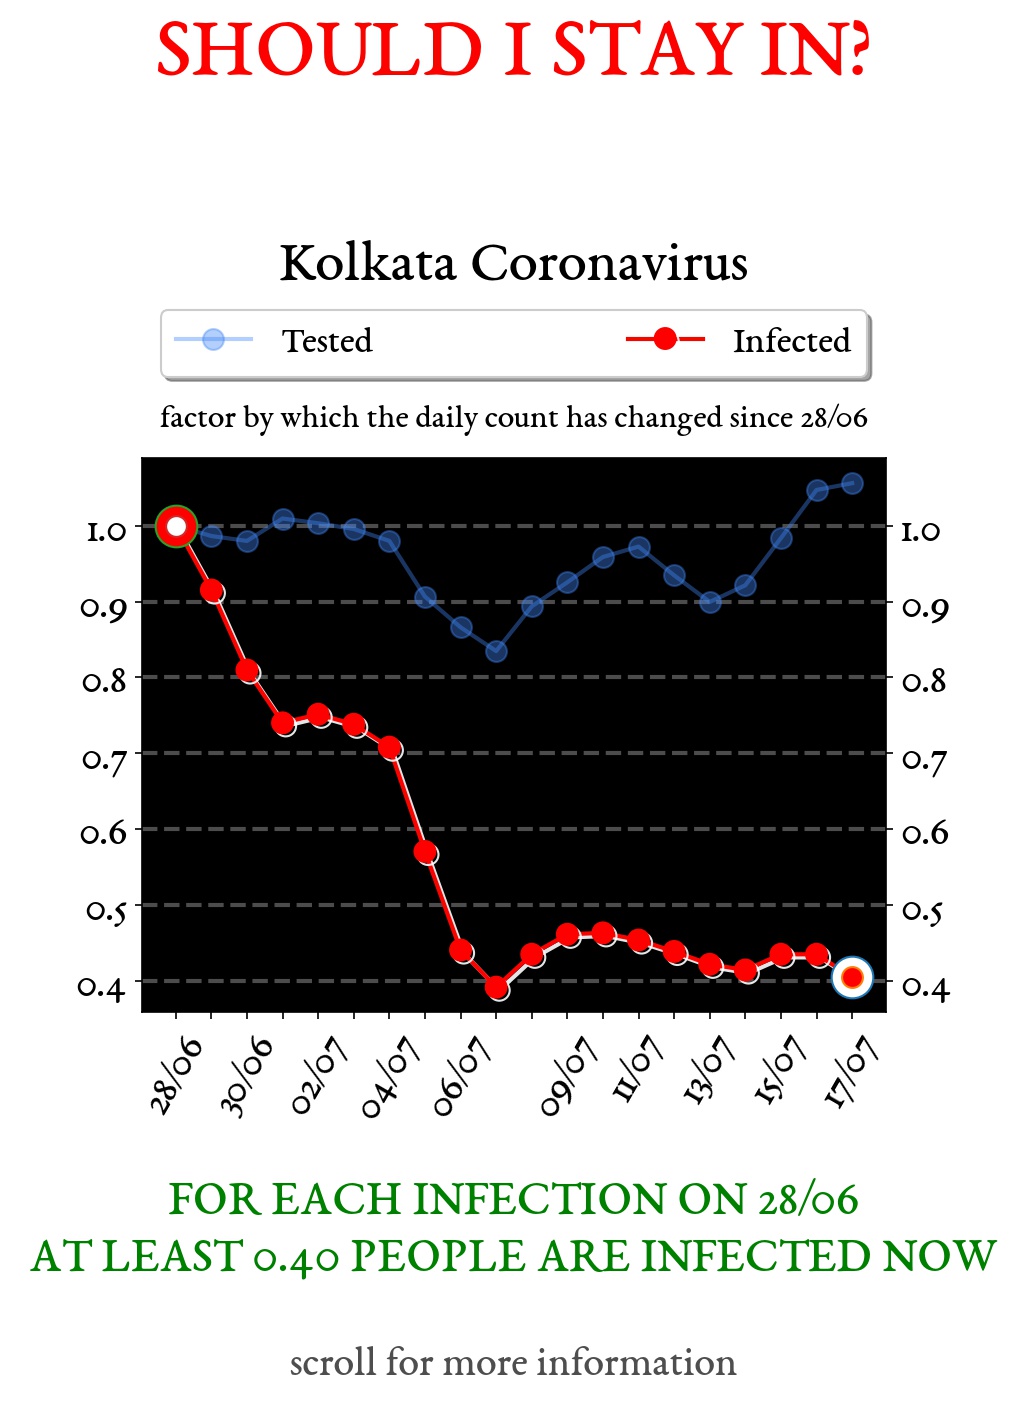 SHOULD I STAY IN?
Kolkata Coronavirus
Tested Infected
factor by which the daily count has changed since 28/06
1.0 1.0
0.9 0.9
0.8 0.8
0.7 0.7
0.6 0.6
0.5 0.5
0.4 0.4
28/06 30/06 02/07 04/07 06/07 09/07 11/07 13/07 15/07 17/07
FOR EACH INFECTION ON 28/06
AT LEAST 0.40 PEOPLE ARE INFECTED NOW
scroll for more information